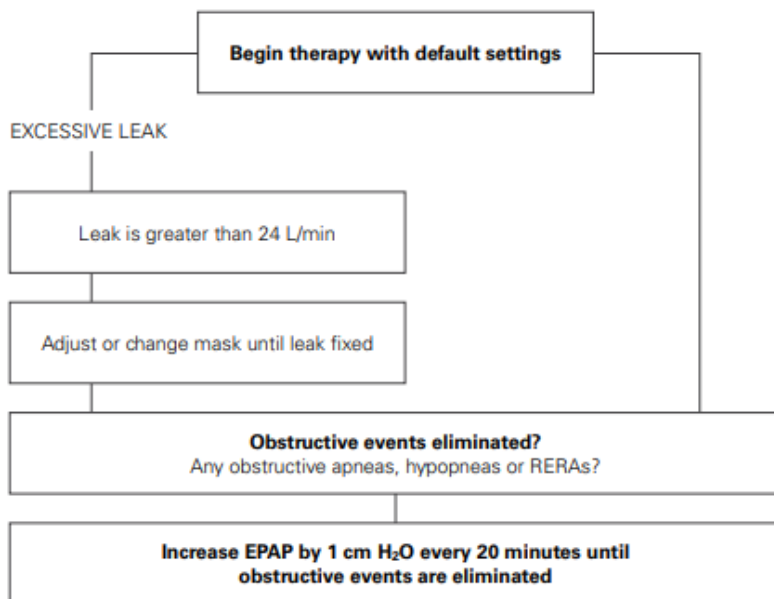 Begin therapy with default settings
EXCESSIVE LEAK
Leak is greater than 24 L/min
Adjust or change mask until leak fixed
Obstructive events eliminated?
Any obstructive apneas, hypopneas or RERAs?
Increase EPAP by 1 cm H₂O every 20 minutes until
obstructive events are eliminated